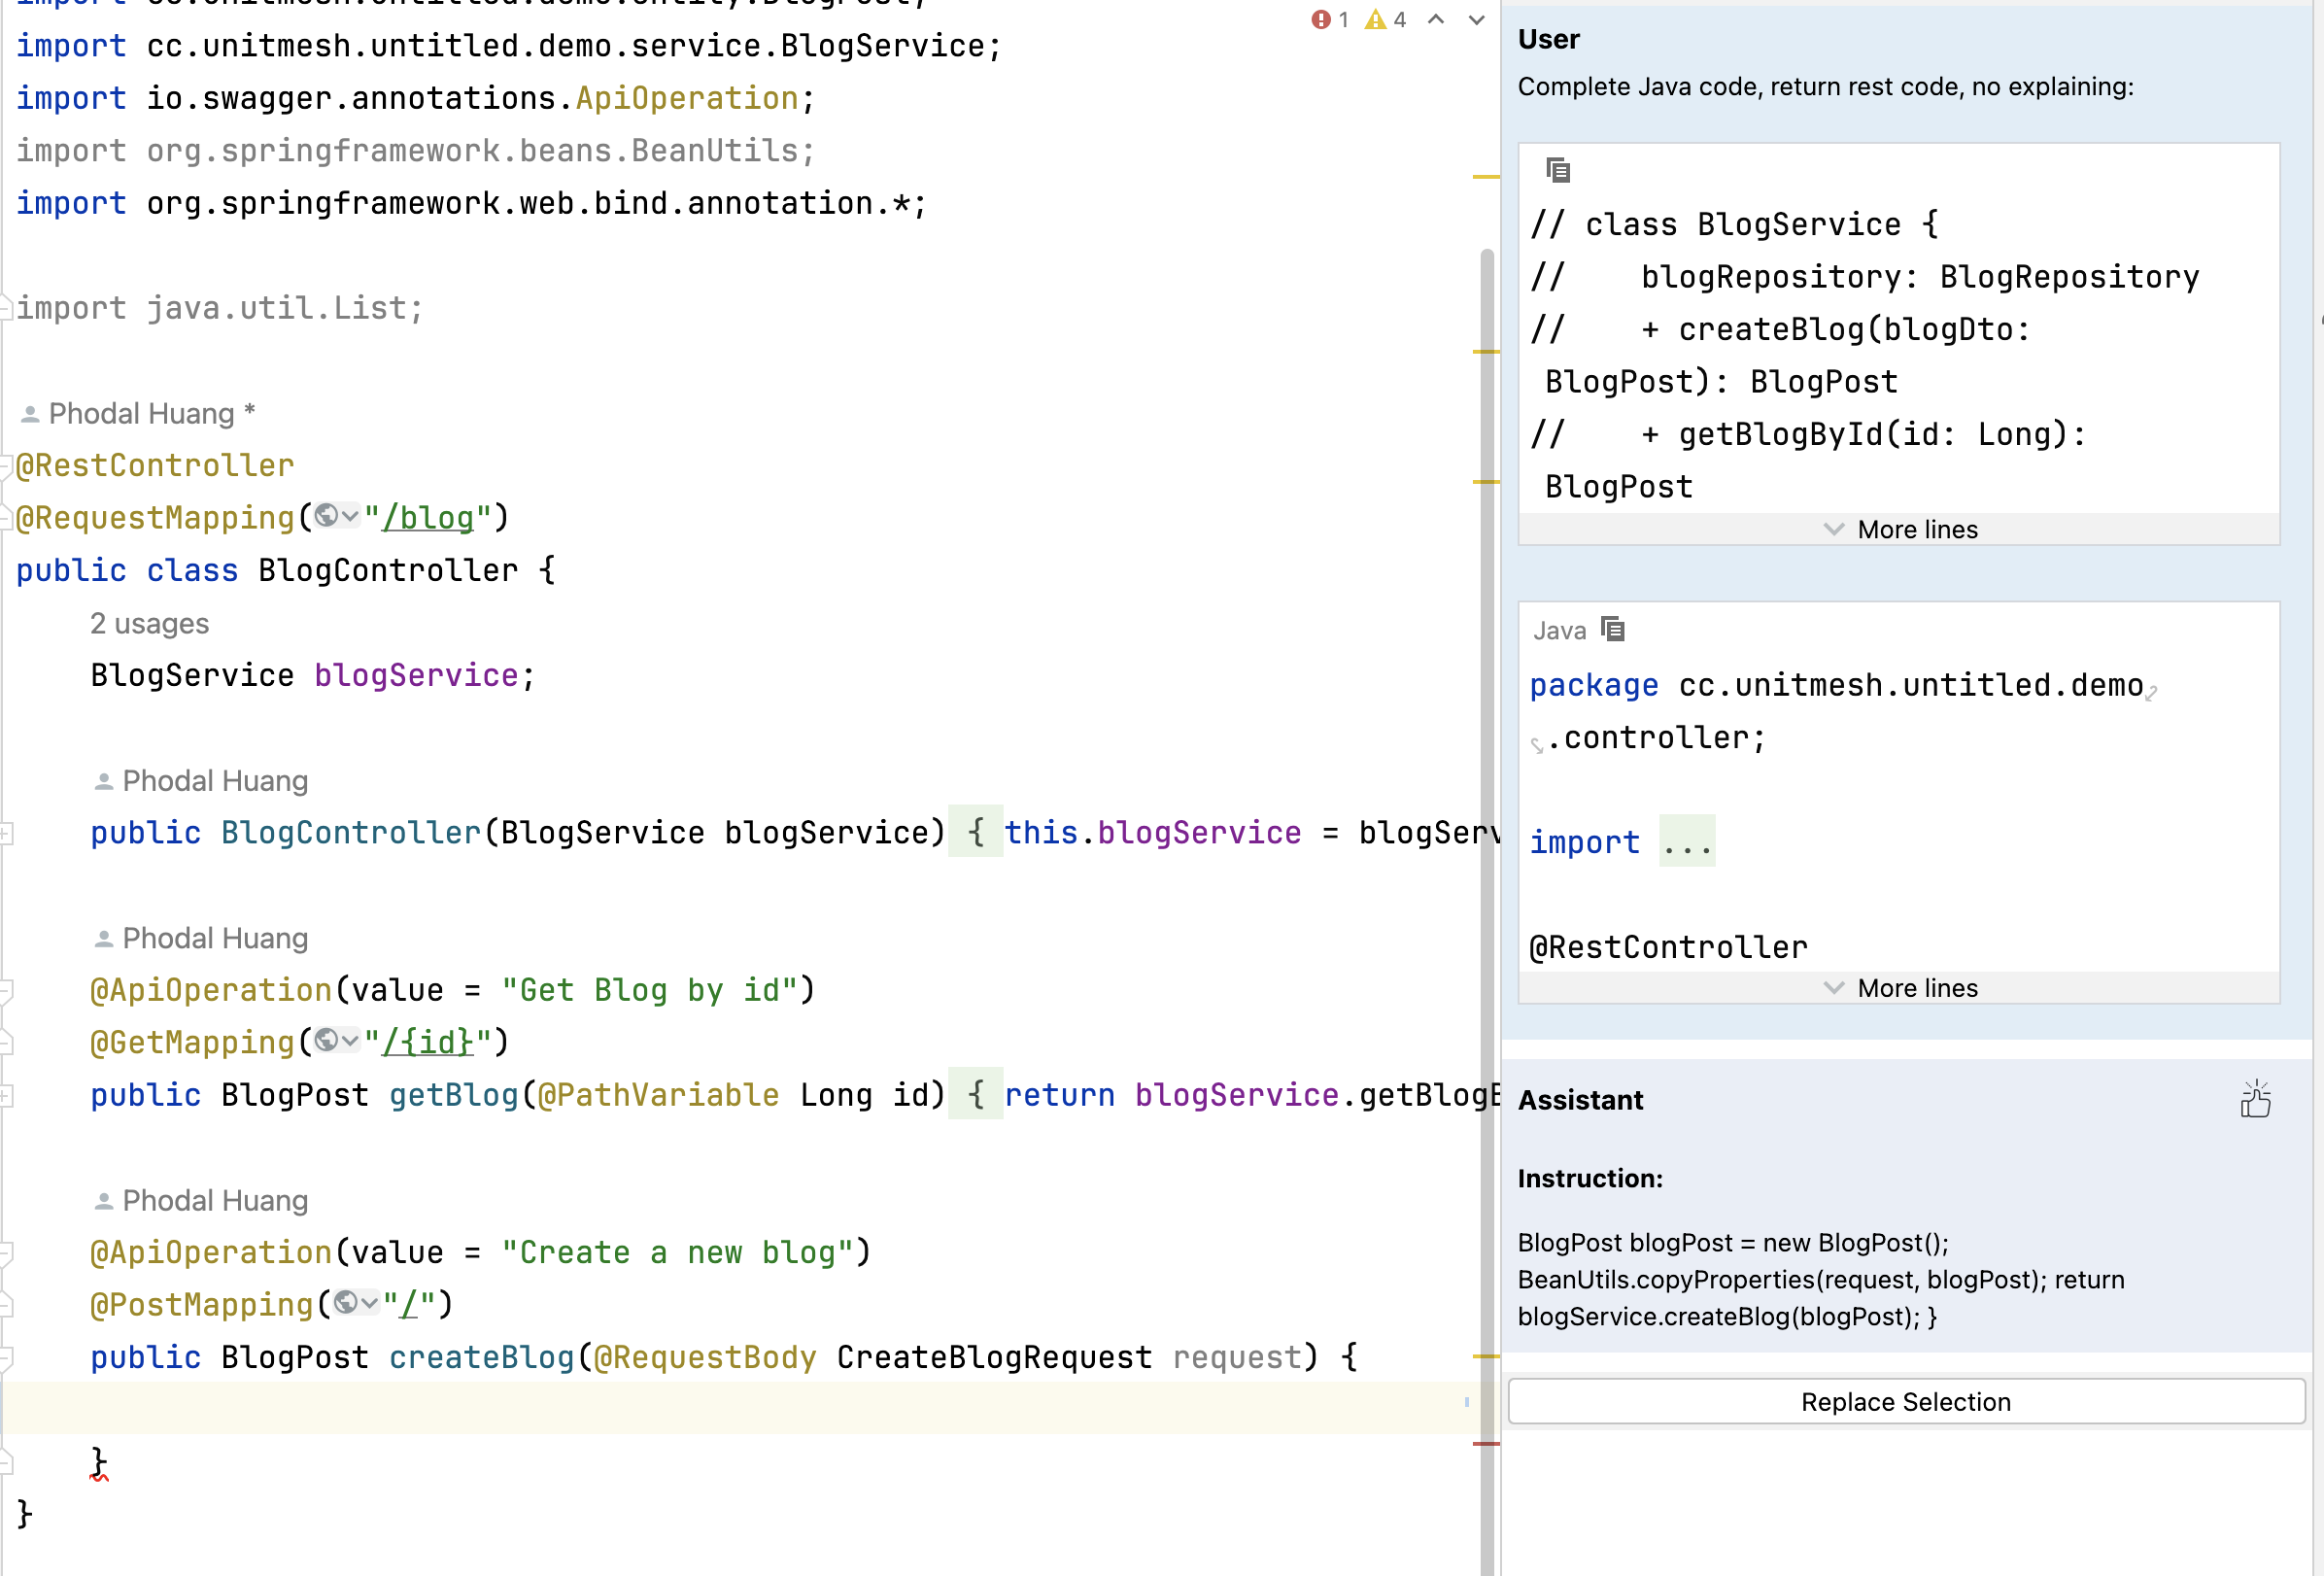 import cc.unitmesh.untitled.demo.entity.BlogPost;
import cc.unitmesh.untitled.demo.service.BlogService;
import io.swagger.annotations.ApiOperation;
import org.springframework.beans.BeanUtils;
import org.springframework.web.bind.annotation.*;
import java.util.List;
Phodal Huang *
@RestController
@RequestMapping("/blog")
public class BlogController {
2 usages
BlogService blogService;
Phodal Huang
public BlogController(BlogService blogService) { this.blogService = blogServ
Phodal Huang
@ApiOperation(value = "Get Blog by id")
@GetMapping("/{id}")
public BlogPost getBlog(@PathVariable Long id) { return blogService.getBlogB
Phodal Huang
@ApiOperation(value = "Create a new blog")
@PostMapping("/")
public BlogPost createBlog(@RequestBody CreateBlogRequest request) {
}
}
1 4
User
Complete Java code, return rest code, no explaining:
// class BlogService {
// blogRepository: BlogRepository
// + createBlog(blogDto:
BlogPost): BlogPost
// + getBlogById(id: Long):
BlogPost
More lines
Java
package cc.unitmesh.untitled.demo
.controller;
import ...
@RestController
More lines
Assistant
Instruction:
BlogPost blogPost = new BlogPost();
BeanUtils.copyProperties(request, blogPost); return
blogService.createBlog(blogPost); }
Replace Selection